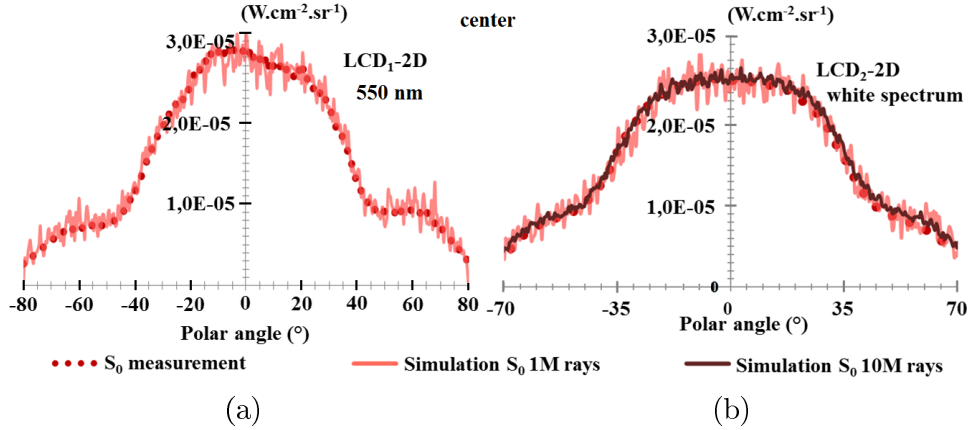 (W.cm⁻².sr⁻¹)
center
(W.cm⁻².sr⁻¹)
3,0E-05
LCD₁-2D
550 nm
2,0E-05
1,0E-05
-80 -60 -40 -20 0 20 40 60 80
Polar angle (°)
3,0E-05
LCD₂-2D
white spectrum
2,0E-05
1,0E-05
0
-70 -35 0 35 70
Polar angle (°)
S₀ measurement
Simulation S₀ 1M rays
Simulation S₀ 10M rays
(a)
(b)